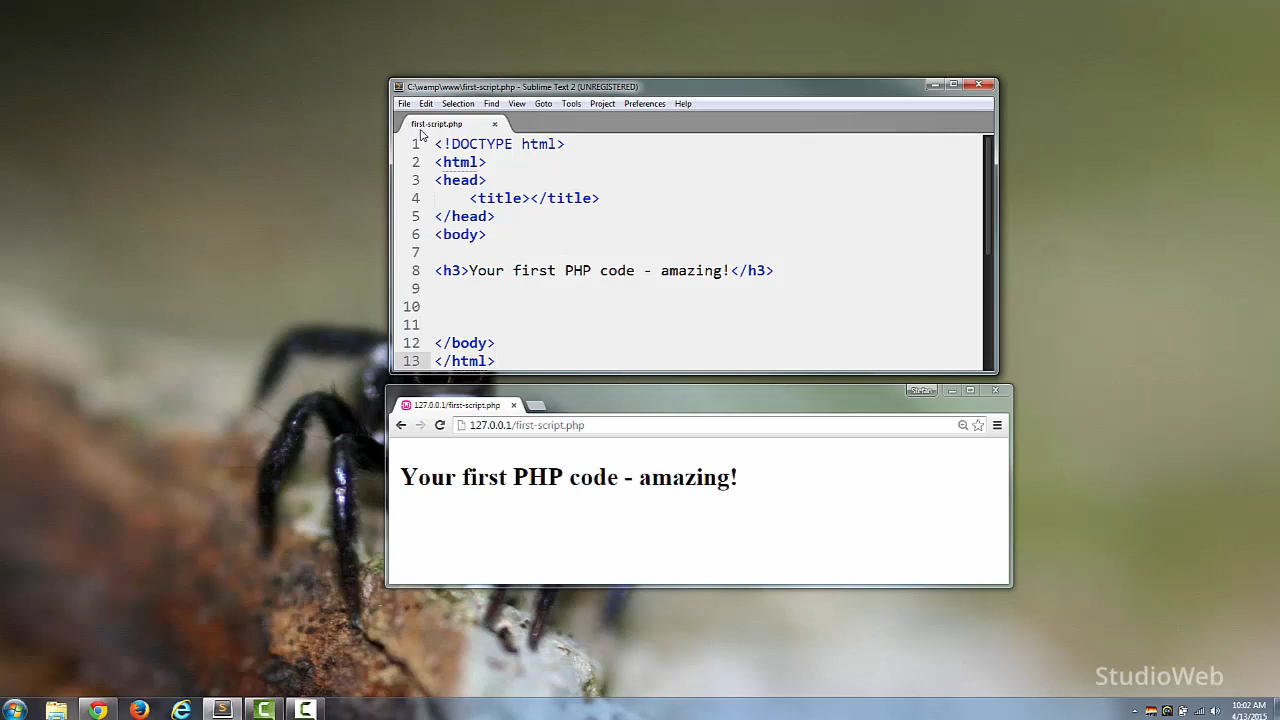 C:\wamp\www\first-script.php - Sublime Text 2 (UNREGISTERED)
File Edit Selection Find View Goto Tools Project Preferences Help
first-script.php
1 <!DOCTYPE html>
2 <html>
3 <head>
4 <title></title>
5 </head>
6 <body>
7
8 <h3>Your first PHP code - amazing!</h3>
9
10
11
12 </body>
13 </html>
Stefan
127.0.0.1/first-script.php
127.0.0.1/first-script.php
Your first PHP code - amazing!
StudioWeb
10:02 AM
4/13/2015